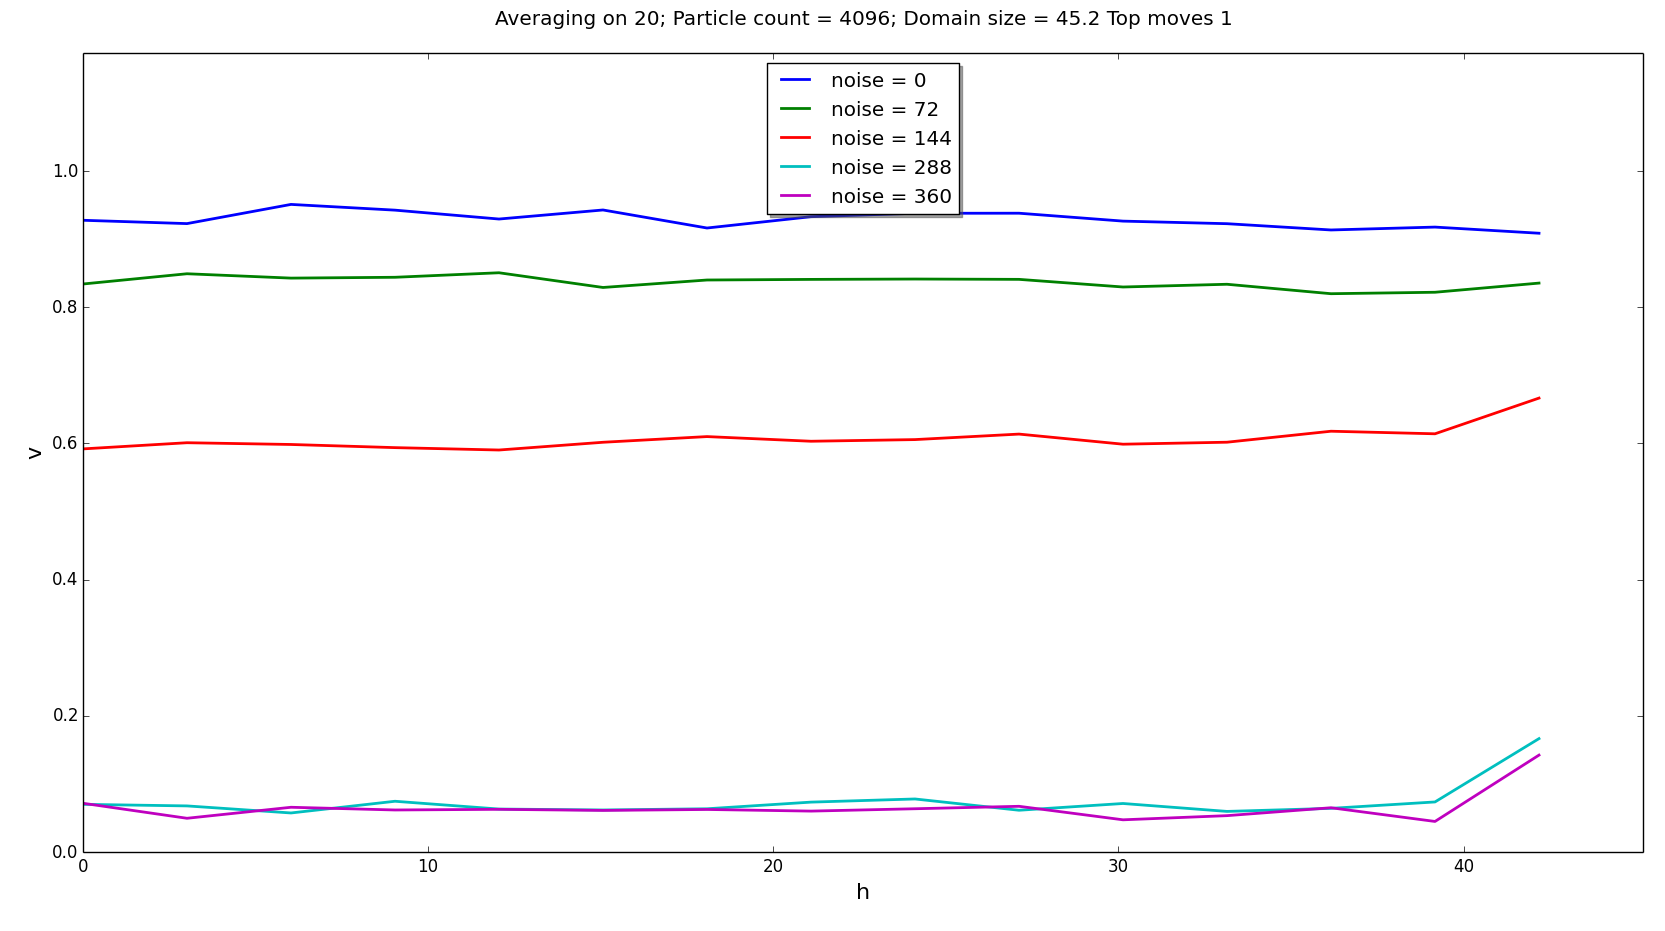 Averaging on 20; Particle count = 4096; Domain size = 45.2 Top moves 1
noise = 0
noise = 72
noise = 144
noise = 288
noise = 360
1.0
0.8
0.6
0.4
0.2
0.0
v
0 10 20 30 40
h